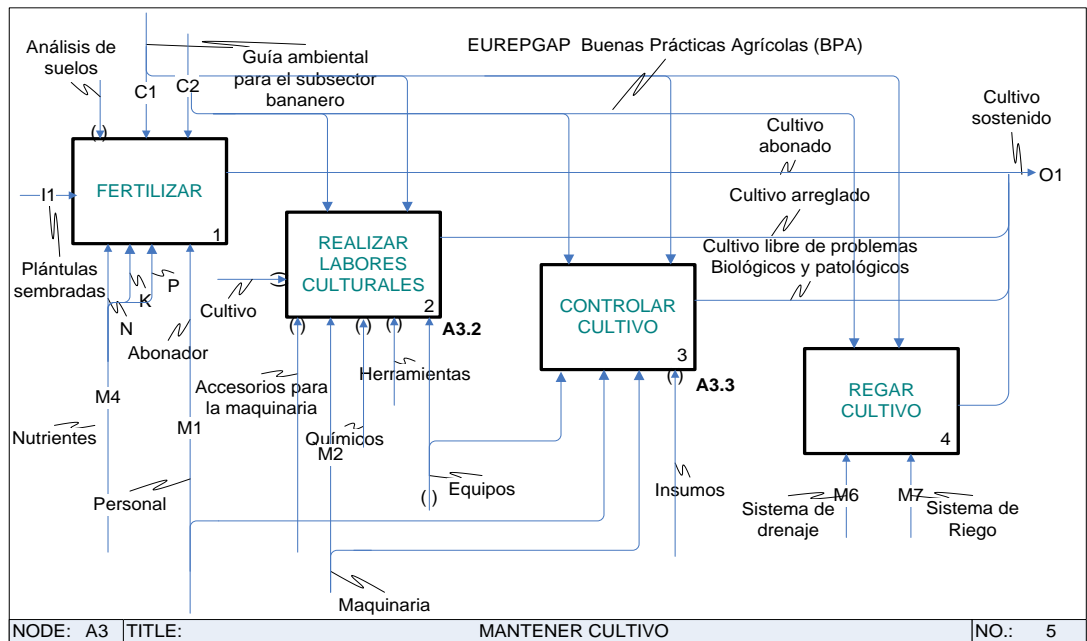 Análisis de
suelos
C1
C2
Guía ambiental
para el subsector
bananero
EUREPGAP Buenas Prácticas Agrícolas (BPA)
Cultivo
sostenido
Cultivo
abonado
O1
( )
FERTILIZAR
1
I1
Plántulas
sembradas
Cultivo arreglado
REALIZAR
LABORES
CULTURALES
2
A3.2
( )
Cultivo
Cultivo libre de problemas
Biológicos y patológicos
CONTROLAR
CULTIVO
3
A3.3
P
K
N
Abonador
( )
( )
( )
( )
Accesorios para
la maquinaria
Herramientas
REGAR
CULTIVO
4
M4
Nutrientes
M1
Químicos
M2
Personal
Equipos
( )
Insumos
M6
M7
Sistema de
drenaje
Sistema de
Riego
Maquinaria
NODE: A3 TITLE: MANTENER CULTIVO NO.: 5